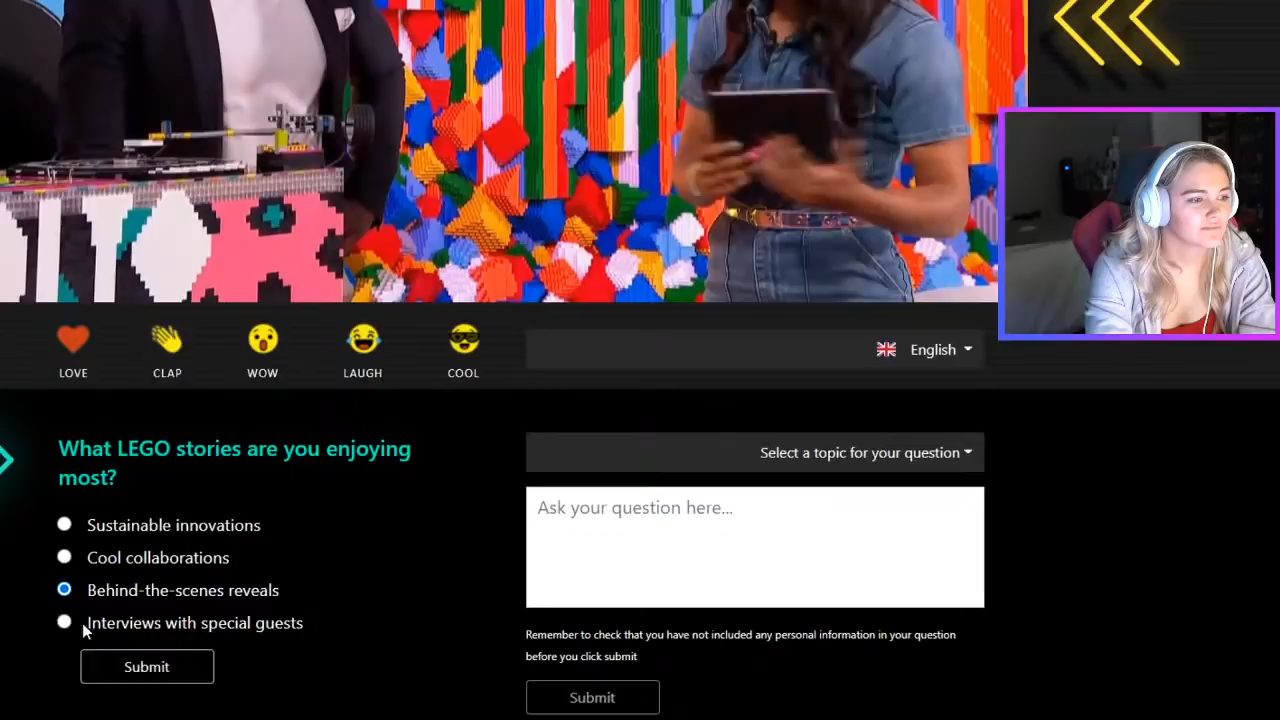 LOVE
CLAP
WOW
LAUGH
COOL
English
What LEGO stories are you enjoying
most?
Sustainable innovations
Cool collaborations
Behind-the-scenes reveals
Interviews with special guests
Submit
Select a topic for your question
Ask your question here...
Remember to check that you have not included any personal information in your question
before you click submit
Submit